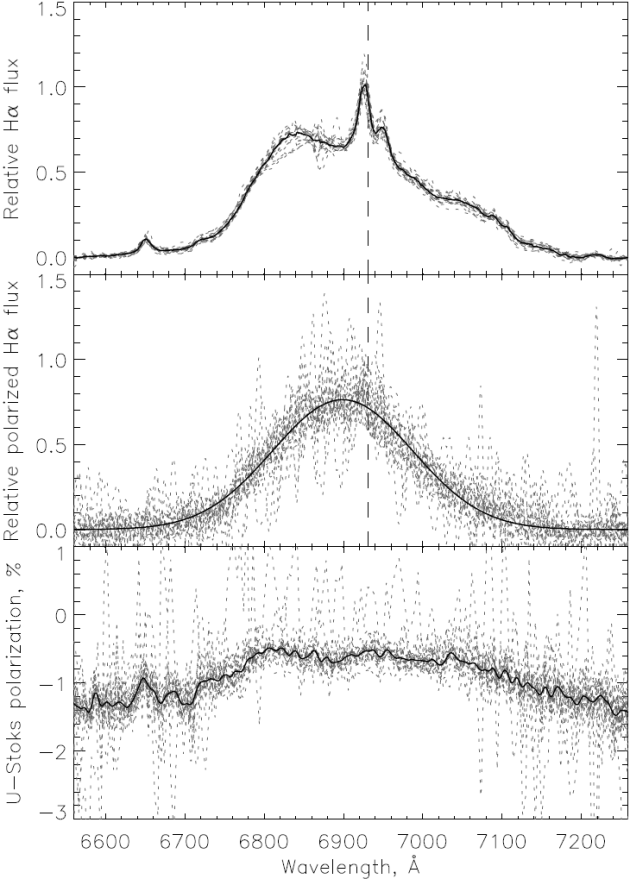 1.5
1.0
0.5
0.0
Relative Hα flux
1.5
1.0
0.5
0.0
Relative polarized Hα flux
1
0
−1
−2
−3
U−Stoks polarization, %
6600 6700 6800 6900 7000 7100 7200
Wavelength, Å